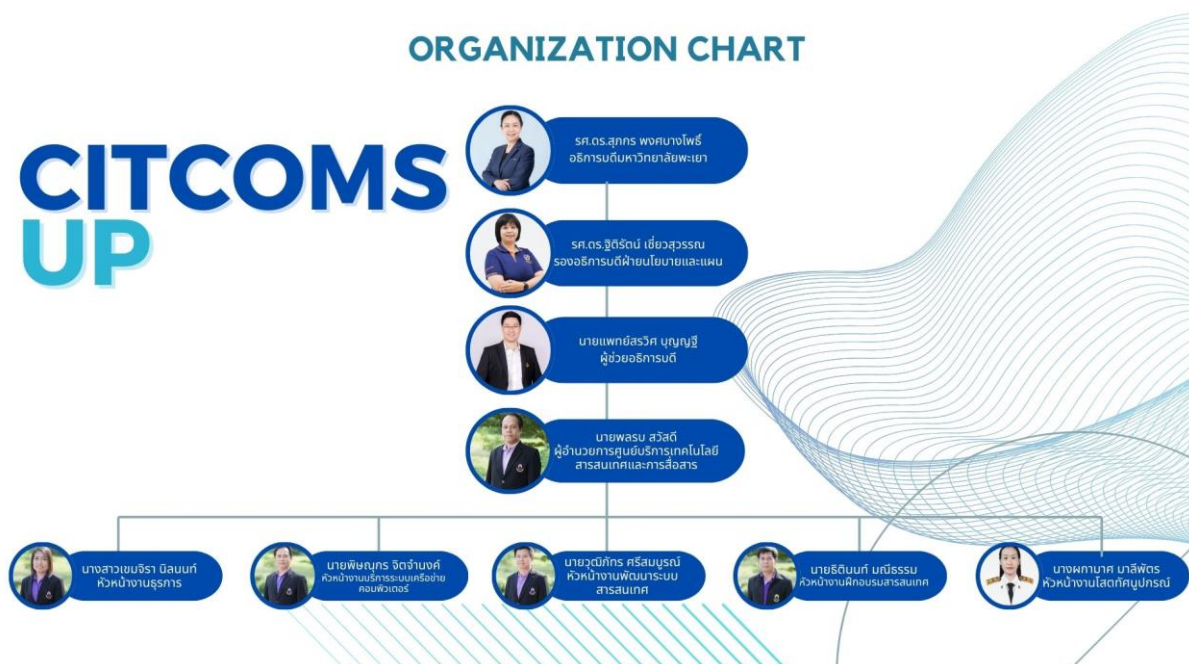 ORGANIZATION CHART
CITCOMS
UP
รศ.ดร.สุภกร พงศบางโพธิ์
อธิการบดีมหาวิทยาลัยพะเยา
รศ.ดร.ฐิติรัตน์ เชี่ยวสุวรรณ
รองอธิการบดีฝ่ายนโยบายและแผน
นายแพทย์สรวิศ บุญญฐี
ผู้ช่วยอธิการบดี
นายพลรบ สวัสดี
ผู้อำนวยการศูนย์บริการเทคโนโลยี
สารสนเทศและการสื่อสาร
นางสาวเขมจิรา นิลนนท์
หัวหน้างานธุรการ
นายพิษณุกร จิตจำนงค์
หัวหน้างานบริการระบบเครือข่าย
คอมพิวเตอร์
นายวุฒิภัทร ศรีสมบูรณ์
หัวหน้างานพัฒนาระบบ
สารสนเทศ
นายธิตินนท์ มณีธรรม
หัวหน้างานฝึกอบรมสารสนเทศ
นางผกามาศ มาลีพัตร
หัวหน้างานโสตทัศนูปกรณ์